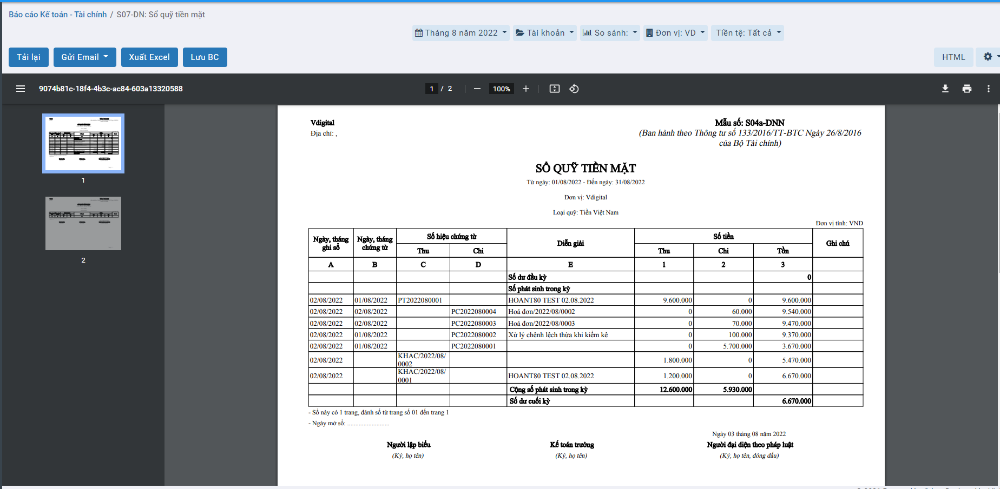 Báo cáo Kế toán - Tài chính / S07-DN: Sổ quỹ tiền mặt
Tháng 8 năm 2022 Tài khoản So sánh: Đơn vị: VD Tiền tệ: Tất cả
Tải lại Gửi Email Xuất Excel Lưu BC HTML
9074b81c-18f4-4b3c-ac84-603a13320588 1 / 2 100%
1
2
Vdigital
Địa chỉ: ,
Mẫu số: S04a-DNN
(Ban hành theo Thông tư số 133/2016/TT-BTC Ngày 26/8/2016
của Bộ Tài chính)
SỔ QUỸ TIỀN MẶT
Từ ngày: 01/08/2022 - Đến ngày: 31/08/2022
Đơn vị: Vdigital
Loại quỹ: Tiền Việt Nam
Đơn vị tính: VND
Ngày, tháng ghi sổ Ngày, tháng chứng từ Số hiệu chứng từ Diễn giải Số tiền Ghi chú
Thu Chi Thu Chi Tồn
A B C D E 1 2 3
Số dư đầu kỳ 0
Số phát sinh trong kỳ
02/08/2022 01/08/2022 PT2022080001 HOANT80 TEST 02.08.2022 9.600.000 0 9.600.000
02/08/2022 02/08/2022 PC2022080004 Hoá đơn/2022/08/0002 0 60.000 9.540.000
02/08/2022 02/08/2022 PC2022080003 Hoá đơn/2022/08/0003 0 70.000 9.470.000
02/08/2022 01/08/2022 PC2022080002 Xử lý chênh lệch thừa khi kiểm kê 0 100.000 9.370.000
02/08/2022 01/08/2022 PC2022080001 0 5.700.000 3.670.000
02/08/2022 KHAC/2022/08/0002 1.800.000 0 5.470.000
02/08/2022 KHAC/2022/08/0001 HOANT80 TEST 02.08.2022 1.200.000 0 6.670.000
Cộng số phát sinh trong kỳ 12.600.000 5.930.000
Số dư cuối kỳ 6.670.000
- Sổ này có 1 trang, đánh số từ trang số 01 đến trang 1
- Ngày mở sổ: ..........................
Ngày 03 tháng 08 năm 2022
Người lập biểu Kế toán trưởng Người đại diện theo pháp luật
(Ký, họ tên) (Ký, họ tên) (Ký, họ tên, đóng dấu)